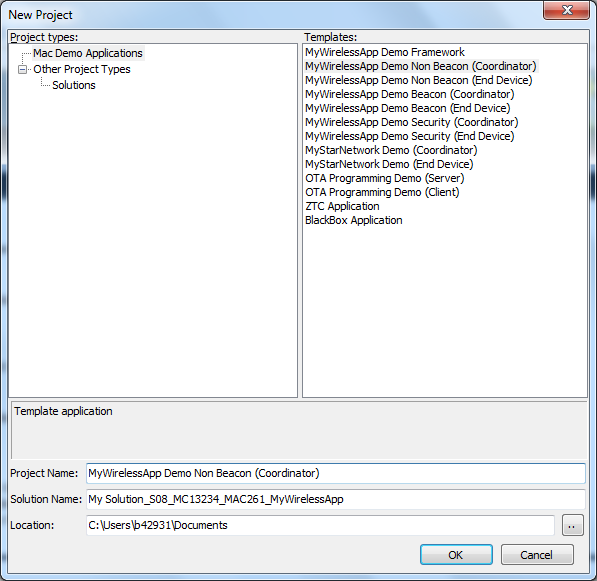 New Project
Project types:
Mac Demo Applications
Other Project Types
Solutions
Templates:
MyWirelessApp Demo Framework
MyWirelessApp Demo Non Beacon (Coordinator)
MyWirelessApp Demo Non Beacon (End Device)
MyWirelessApp Demo Beacon (Coordinator)
MyWirelessApp Demo Beacon (End Device)
MyWirelessApp Demo Security (Coordinator)
MyWirelessApp Demo Security (End Device)
MyStarNetwork Demo (Coordinator)
MyStarNetwork Demo (End Device)
OTA Programming Demo (Server)
OTA Programming Demo (Client)
ZTC Application
BlackBox Application
Template application
Project Name: MyWirelessApp Demo Non Beacon (Coordinator)
Solution Name: My Solution_S08_MC13234_MAC261_MyWirelessApp
Location: C:\Users\b42931\Documents ..
OK Cancel